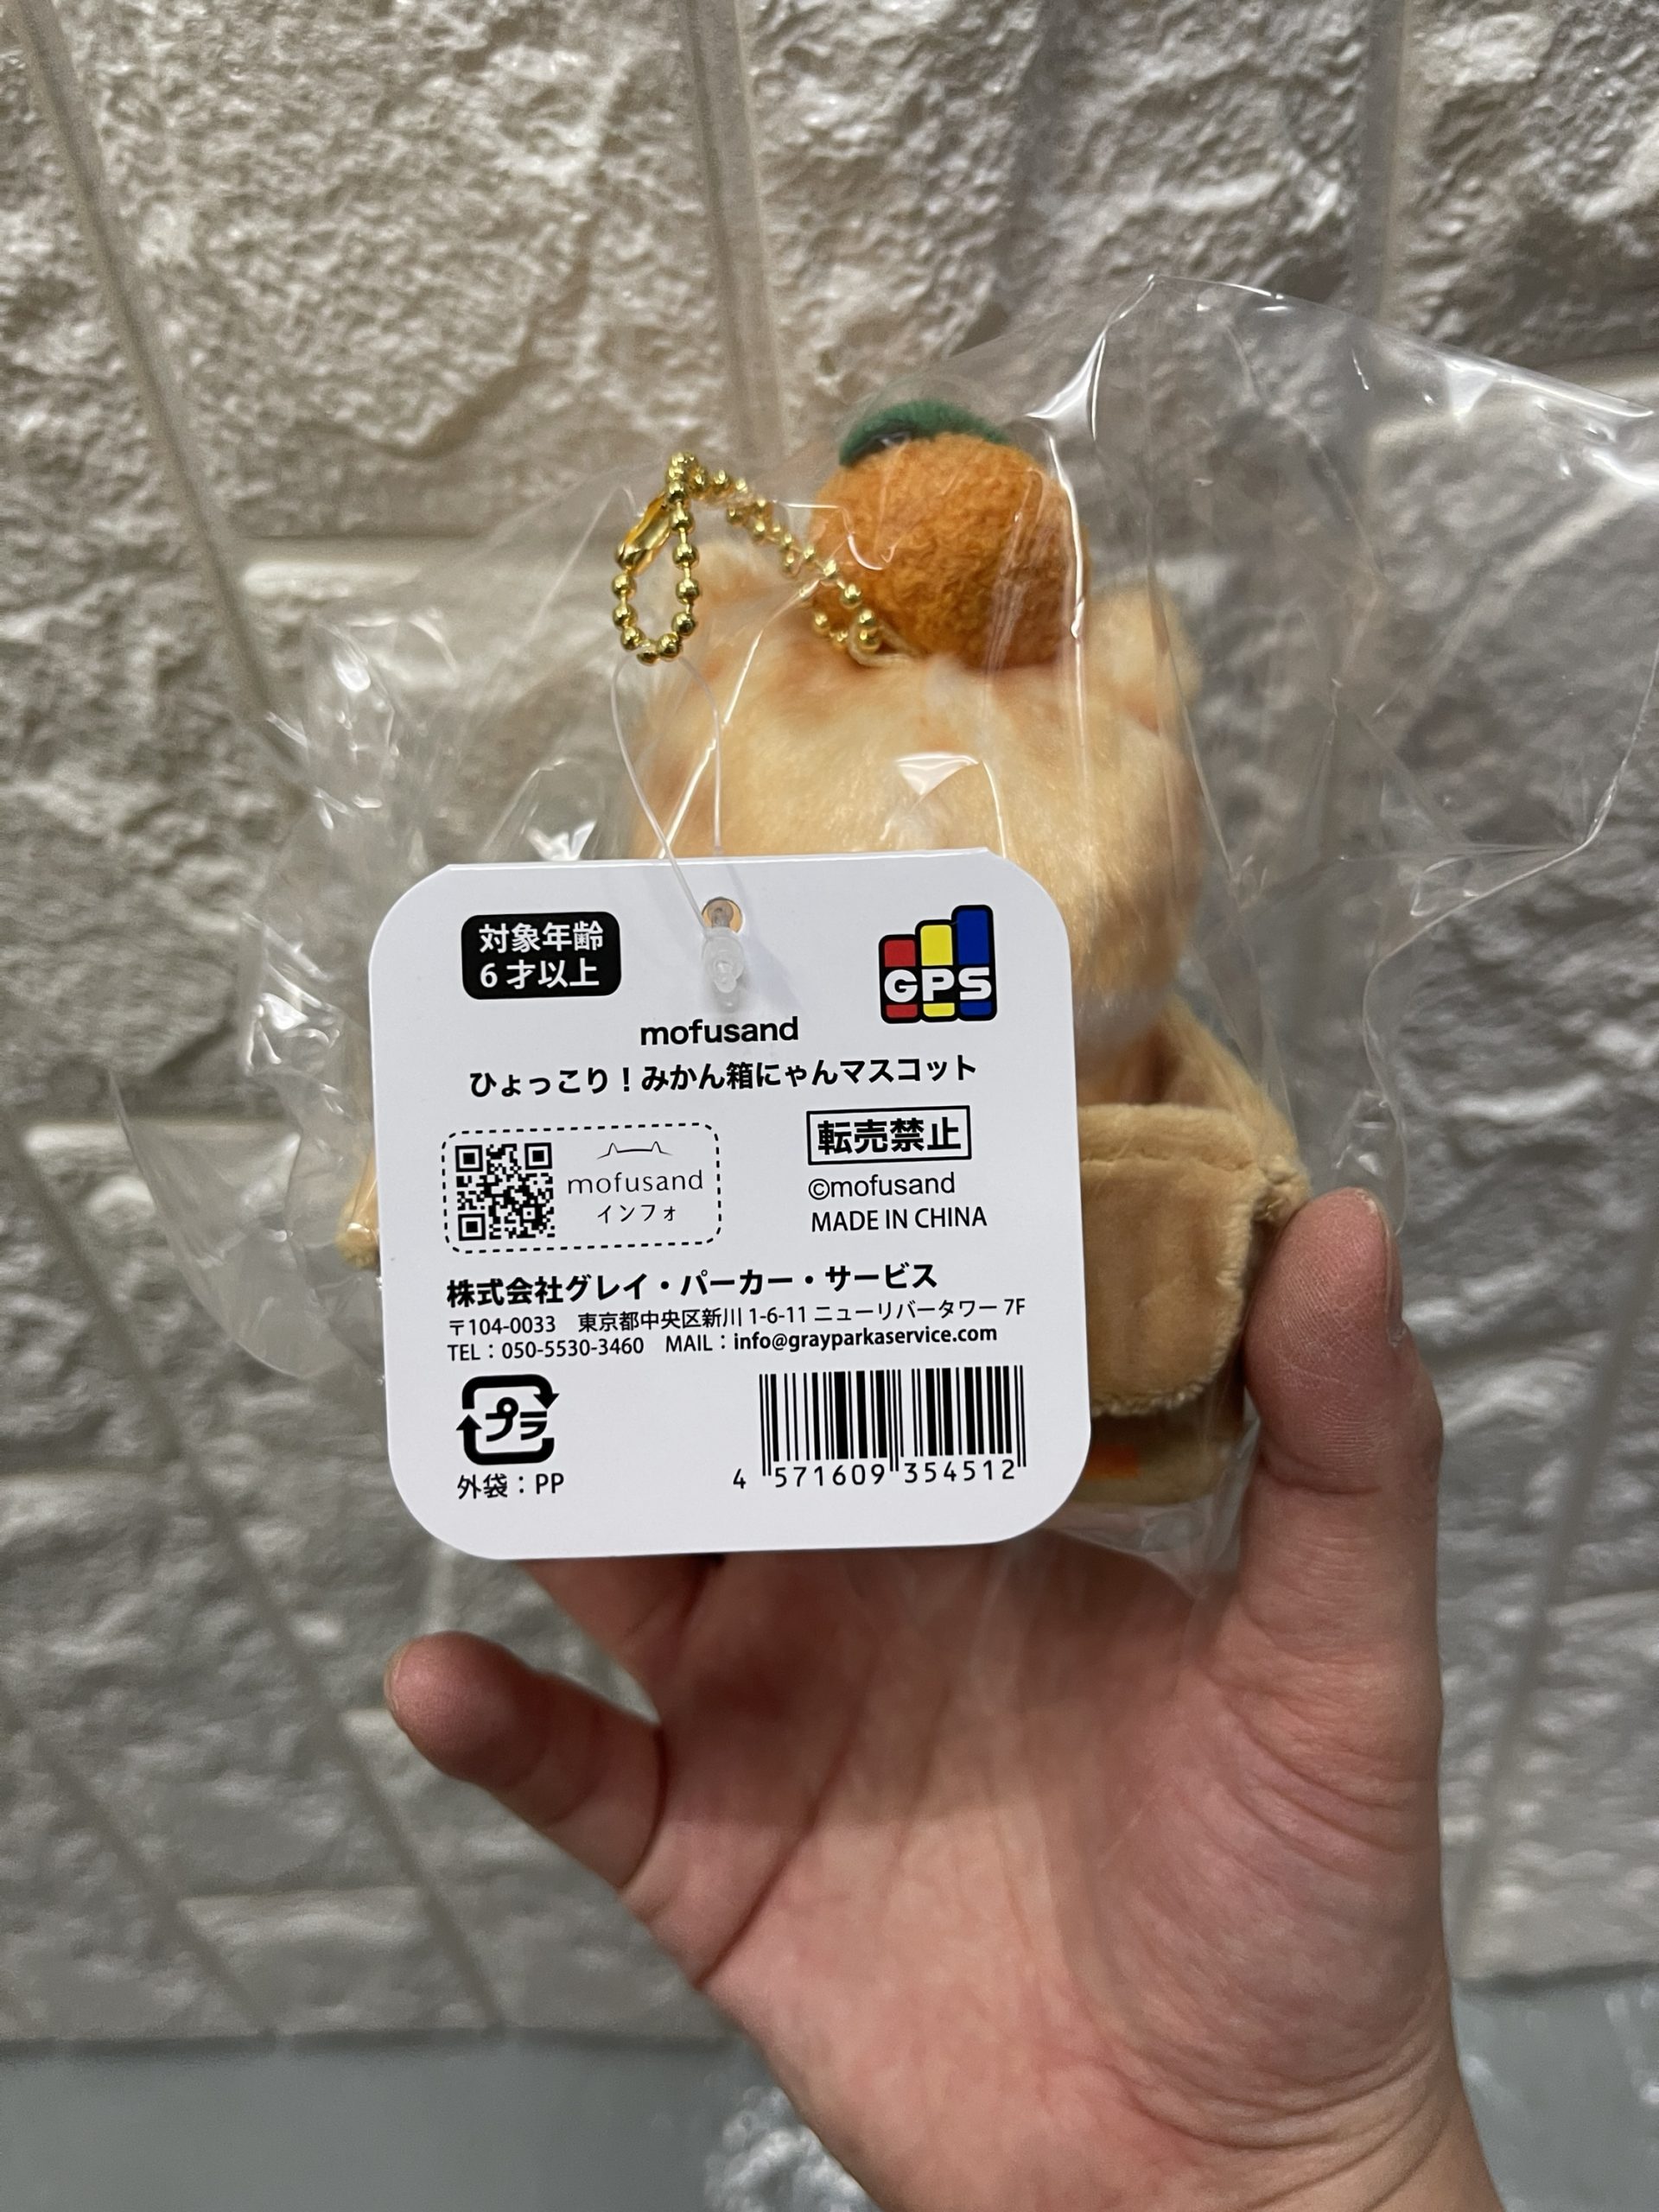 対象年齢
6才以上
GPS
mofusand
ひょっこり！みかん箱にゃんマスコット
mofusand
インフォ
転売禁止
©mofusand
MADE IN CHINA
株式会社グレイ・パーカー・サービス
〒104-0033　東京都中央区新川 1-6-11 ニューリバータワー 7F
TEL：050-5530-3460　MAIL：info@grayparkaservice.com
プラ
外袋：PP
4 571609 354512